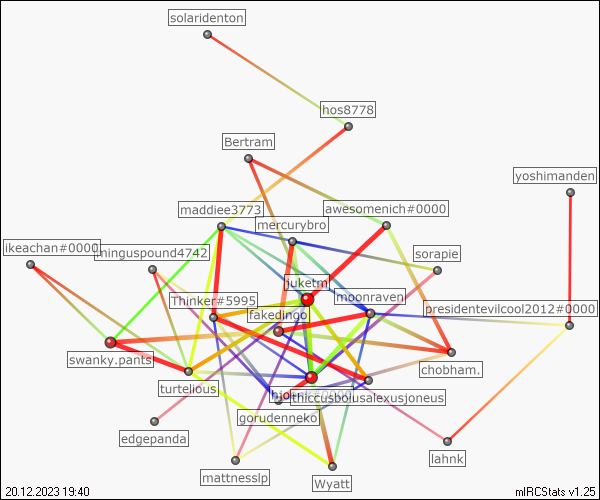 solaridenton
hos8778
Bertram
yoshimanden
maddiee3773
awesomenich#0000
mercurybro
ikeachan#0000
minguspound4742
sorapie
juketm
Thinker#5995
moonraven
presidentevilcool2012#0000
fakedingo
swanky.pants
chobham.
turtelious
thiccusbolusalexusjoneus
gorudenneko
edgepanda
lahnk
mattnesslp
Wyatt
20.12.2023 19:40
mIRCStats v1.25